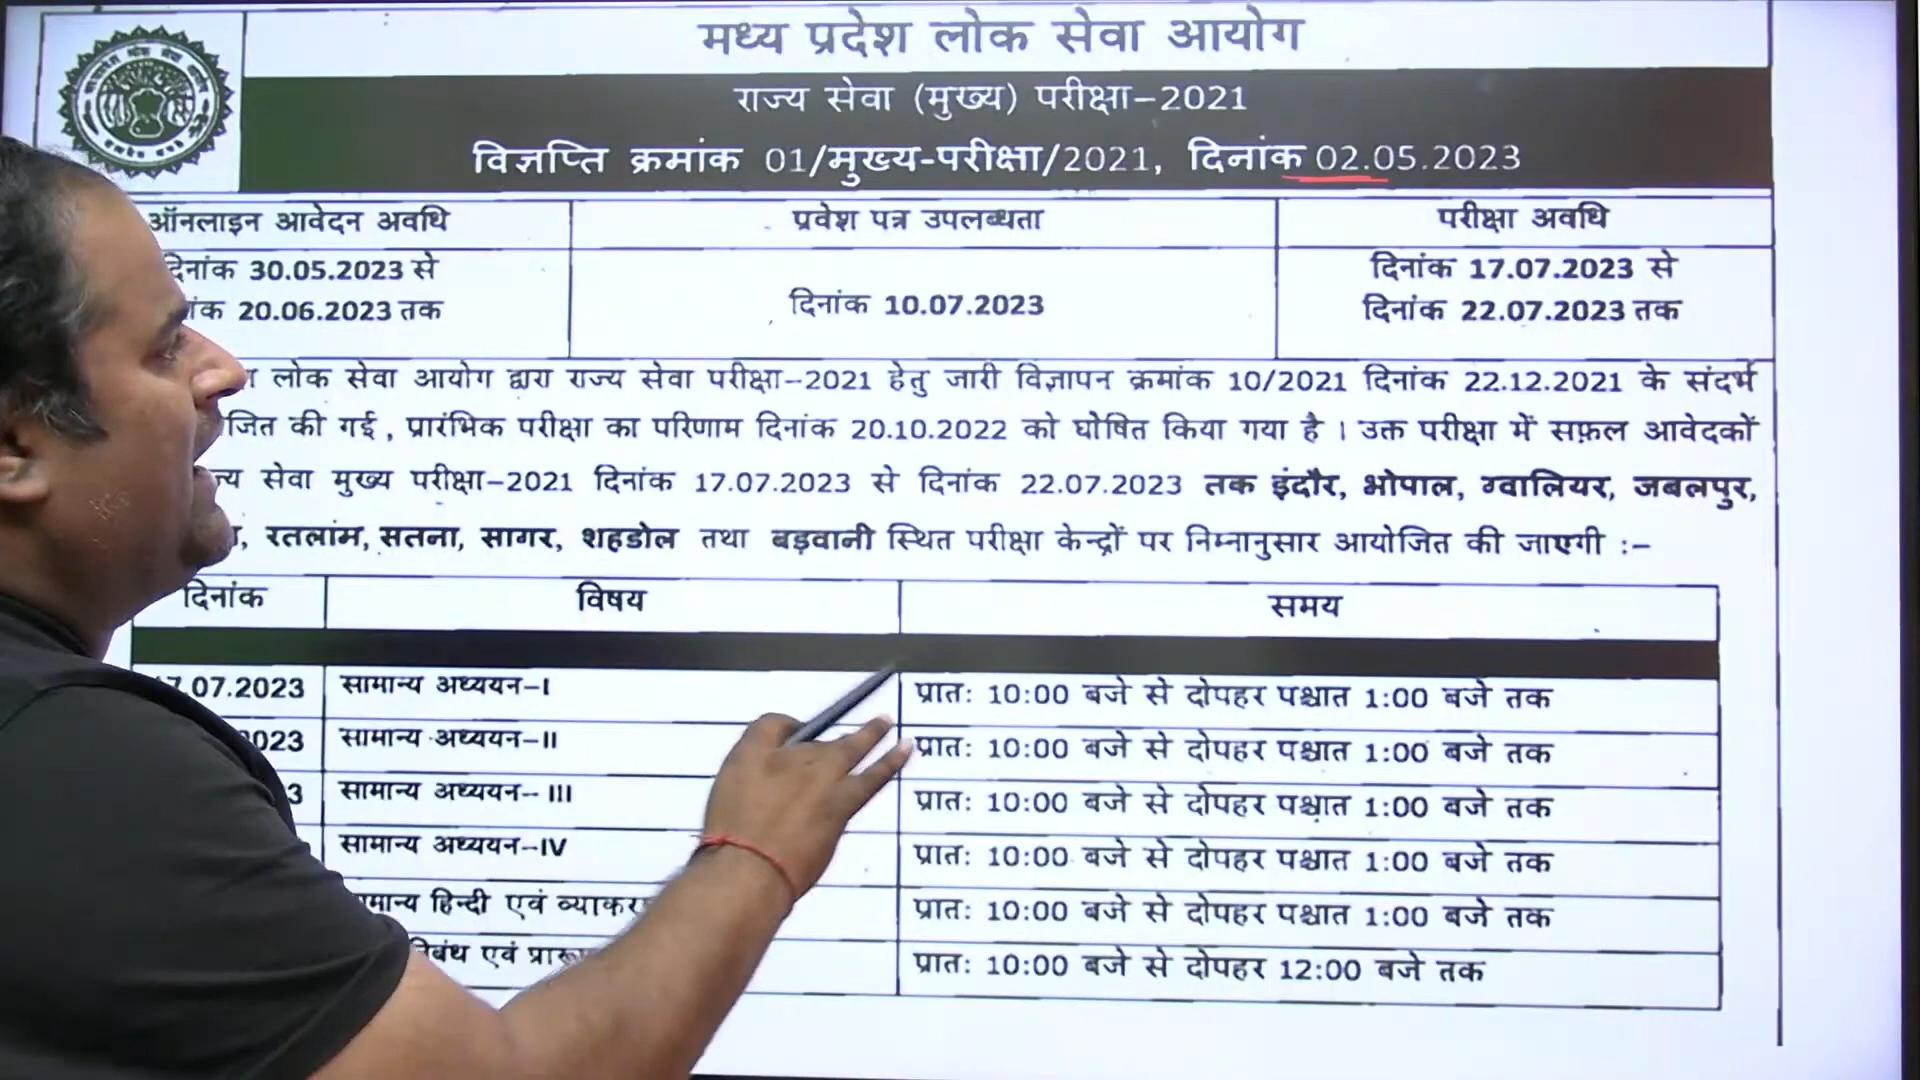 मध्य प्रदेश लोक सेवा आयोग
राज्य सेवा (मुख्य) परीक्षा–2021
विज्ञप्ति क्रमांक 01/मुख्य-परीक्षा/2021, दिनांक 02.05.2023
ऑनलाइन आवेदन अवधि प्रवेश पत्र उपलब्धता परीक्षा अवधि
दिनांक 30.05.2023 से दिनांक 17.07.2023 से
20.06.2023 तक दिनांक 10.07.2023 दिनांक 22.07.2023 तक
लोक सेवा आयोग द्वारा राज्य सेवा परीक्षा–2021 हेतु जारी विज्ञापन क्रमांक 10/2021 दिनांक 22.12.2021 के संदर्भ
की गई, प्रारंभिक परीक्षा का परिणाम दिनांक 20.10.2022 को घोषित किया गया है । उक्त परीक्षा में सफ़ल आवेदकों
सेवा मुख्य परीक्षा–2021 दिनांक 17.07.2023 से दिनांक 22.07.2023 तक इंदौर, भोपाल, ग्वालियर, जबलपुर,
रतलाम, सतना, सागर, शहडोल तथा बड़वानी स्थित परीक्षा केन्द्रों पर निम्नानुसार आयोजित की जाएगी :–
दिनांक विषय समय
.07.2023 सामान्य अध्ययन–I प्रातः 10:00 बजे से दोपहर पश्चात 1:00 बजे तक
सामान्य अध्ययन–II प्रातः 10:00 बजे से दोपहर पश्चात 1:00 बजे तक
सामान्य अध्ययन– III प्रातः 10:00 बजे से दोपहर पश्चात 1:00 बजे तक
सामान्य अध्ययन–IV प्रातः 10:00 बजे से दोपहर पश्चात 1:00 बजे तक
हिन्दी एवं प्रातः 10:00 बजे से दोपहर पश्चात 1:00 बजे तक
एवं प्रातः 10:00 बजे से दोपहर 12:00 बजे तक